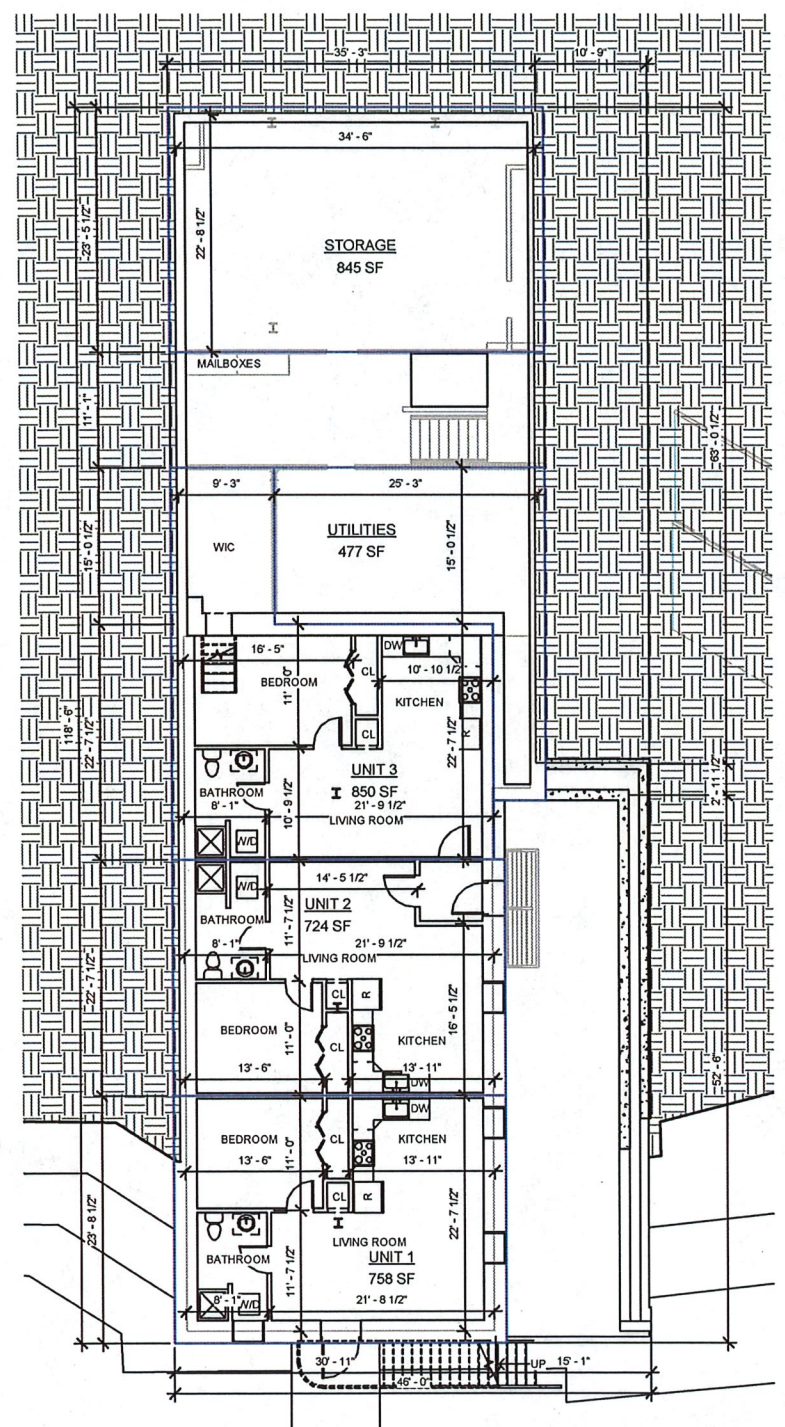 35' - 3"
10' - 9"
34' - 6"
23' - 5 1/2"
22' - 8 1/2"
STORAGE
845 SF
MAILBOXES
11' - 1"
63' - 0 1/2"
9' - 3"
25' - 3"
UTILITIES
477 SF
WIC
15' - 0 1/2"
15' - 0 1/2"
DW
16' - 5"
CL
10' - 10 1/2"
BEDROOM
11' - 0"
KITCHEN
118' - 6"
22' - 7 1/2"
CL
R
22' - 7 1/2"
UNIT 3
850 SF
BATHROOM
8' - 1"
10' - 9 1/2"
21' - 9 1/2"
LIVING ROOM
2' - 11 1/2"
W/D
W/D
14' - 5 1/2"
UNIT 2
724 SF
BATHROOM
8' - 1"
11' - 7 1/2"
21' - 9 1/2"
LIVING ROOM
22' - 7 1/2"
CL
R
16' - 5 1/2"
BEDROOM
11' - 0"
CL
KITCHEN
13' - 6"
13' - 11"
DW
52' - 6"
DW
BEDROOM
11' - 0"
CL
KITCHEN
13' - 6"
13' - 11"
CL
R
23' - 8 1/2"
22' - 7 1/2"
LIVING ROOM
UNIT 1
758 SF
BATHROOM
11' - 7 1/2"
8' - 1"
W/D
21' - 8 1/2"
30' - 11"
UP
15' - 1"
46' - 0"